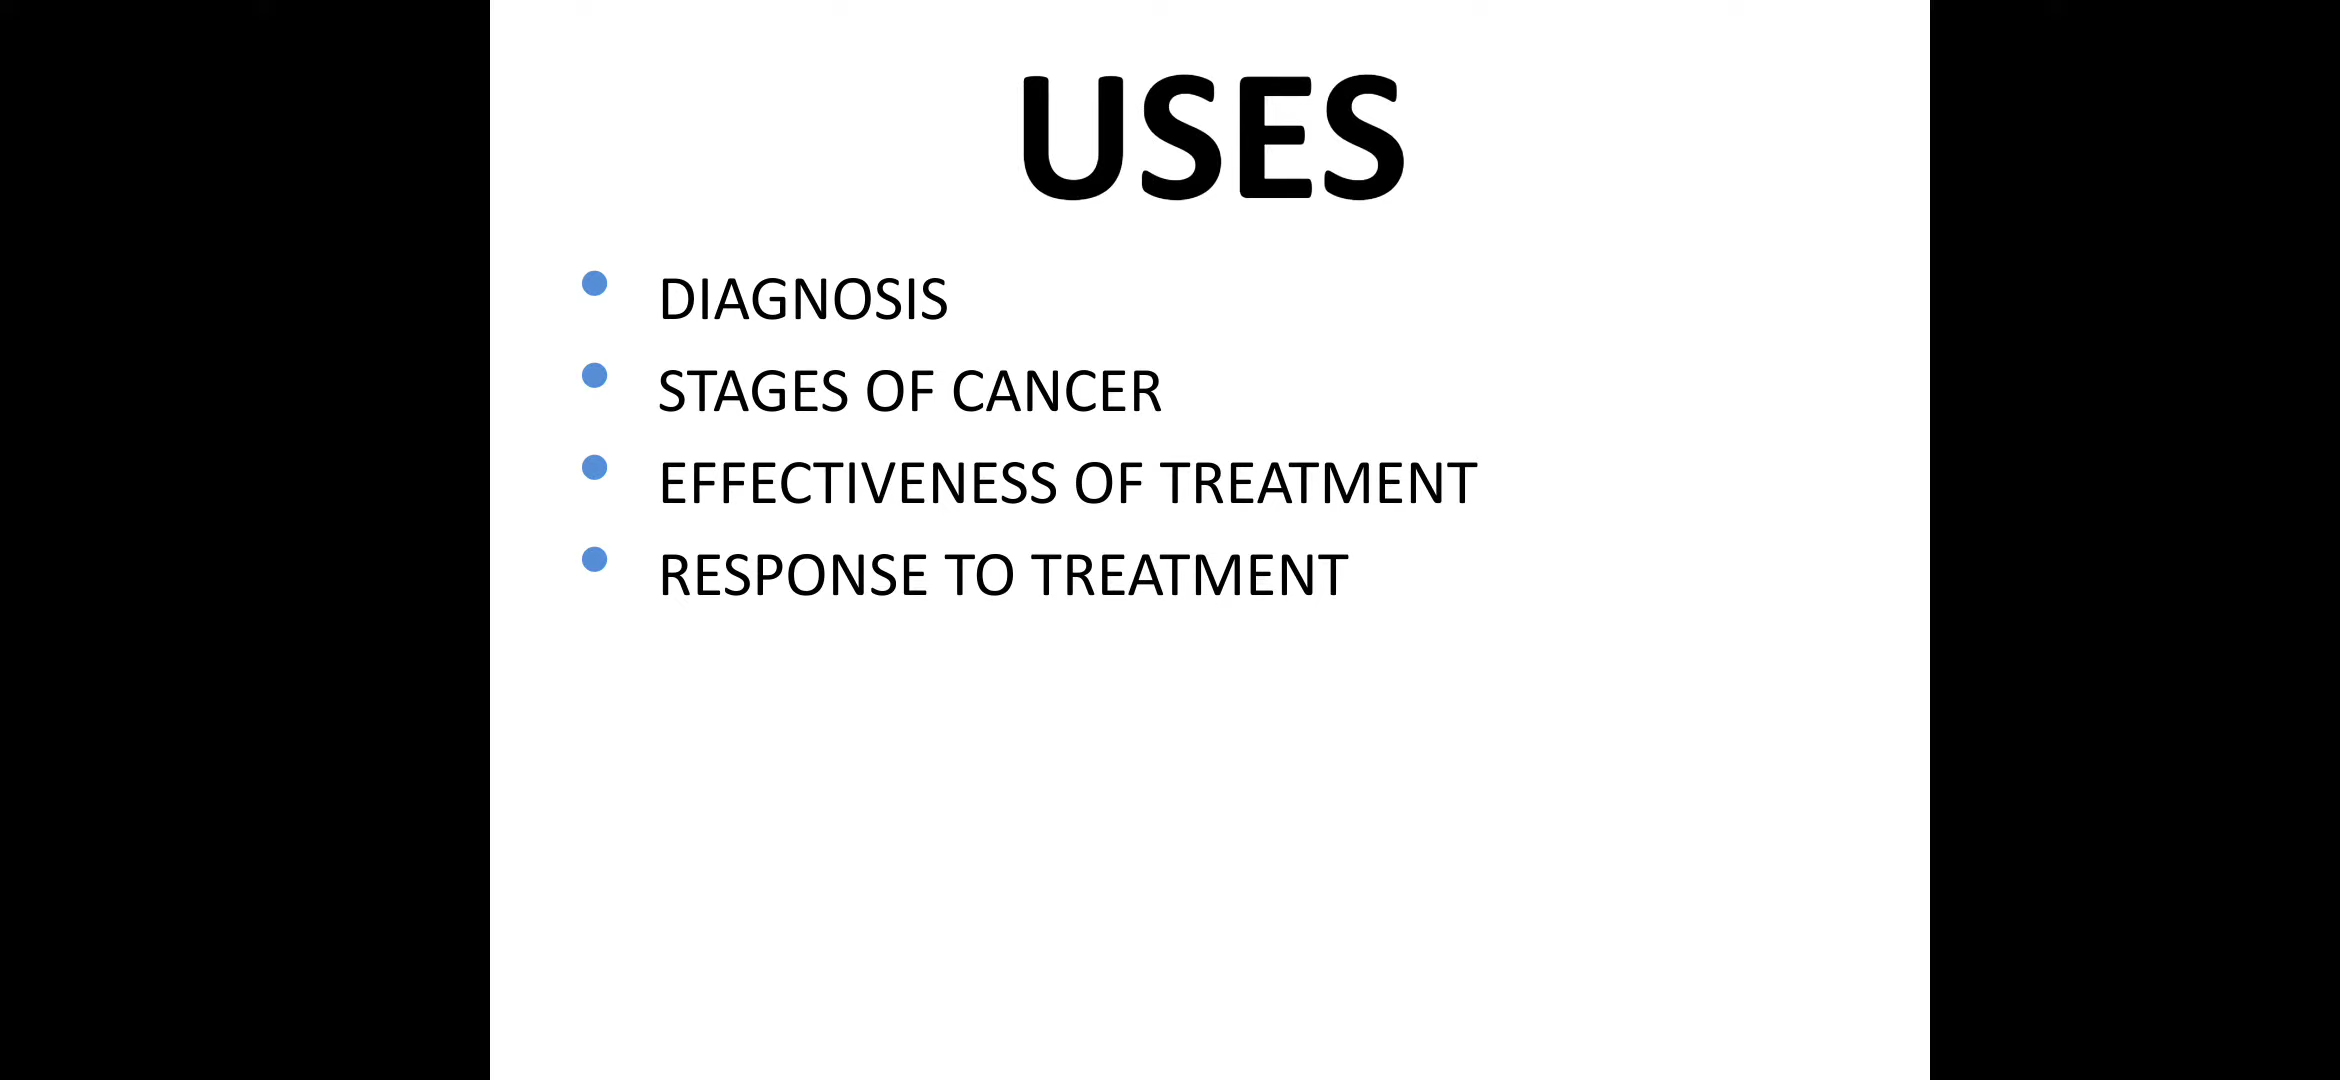 USES
• DIAGNOSIS
• STAGES OF CANCER
• EFFECTIVENESS OF TREATMENT
• RESPONSE TO TREATMENT